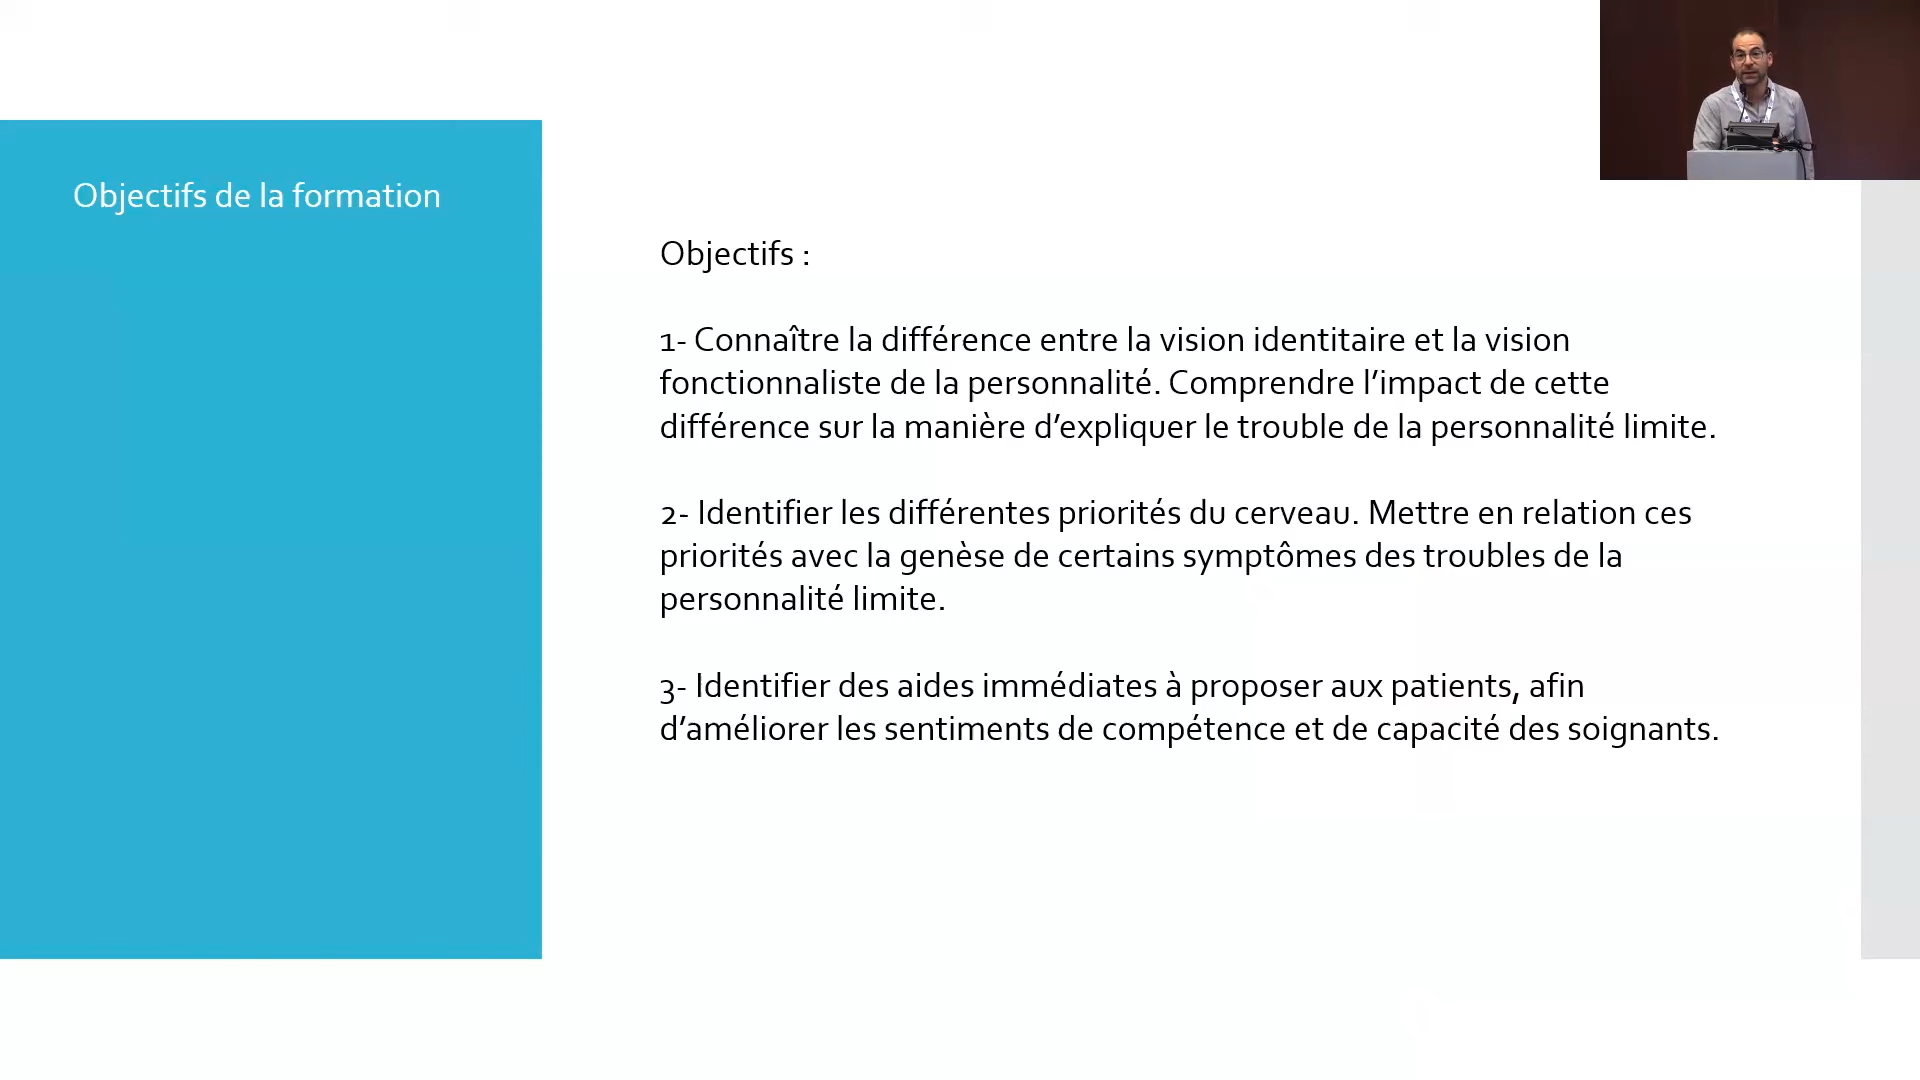 Objectifs de la formation
Objectifs :
1- Connaître la différence entre la vision identitaire et la vision
fonctionnaliste de la personnalité. Comprendre l’impact de cette
différence sur la manière d’expliquer le trouble de la personnalité limite.
2- Identifier les différentes priorités du cerveau. Mettre en relation ces
priorités avec la genèse de certains symptômes des troubles de la
personnalité limite.
3- Identifier des aides immédiates à proposer aux patients, afin
d’améliorer les sentiments de compétence et de capacité des soignants.